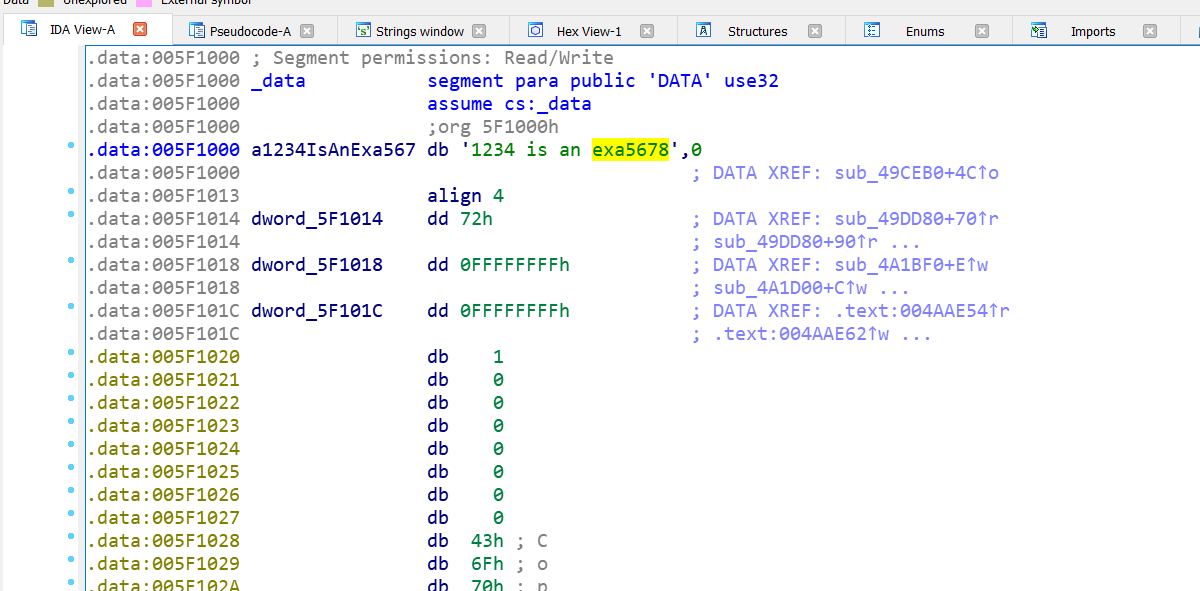 Data Unexplored External symbol
IDA View-A Pseudocode-A Strings window Hex View-1 Structures Enums Imports
.data:005F1000 ; Segment permissions: Read/Write
.data:005F1000 _data segment para public 'DATA' use32
.data:005F1000 assume cs:_data
.data:005F1000 ;org 5F1000h
.data:005F1000 a1234IsAnExa567 db '1234 is an exa5678',0
.data:005F1000 ; DATA XREF: sub_49CEB0+4C↑o
.data:005F1013 align 4
.data:005F1014 dword_5F1014 dd 72h ; DATA XREF: sub_49DD80+70↑r
.data:005F1014 ; sub_49DD80+90↑r ...
.data:005F1018 dword_5F1018 dd 0FFFFFFFFh ; DATA XREF: sub_4A1BF0+E↑w
.data:005F1018 ; sub_4A1D00+C↑w ...
.data:005F101C dword_5F101C dd 0FFFFFFFFh ; DATA XREF: .text:004AAE54↑r
.data:005F101C ; .text:004AAE62↑w ...
.data:005F1020 db 1
.data:005F1021 db 0
.data:005F1022 db 0
.data:005F1023 db 0
.data:005F1024 db 0
.data:005F1025 db 0
.data:005F1026 db 0
.data:005F1027 db 0
.data:005F1028 db 43h ; C
.data:005F1029 db 6Fh ; o
.data:005F102A db 70h ; p